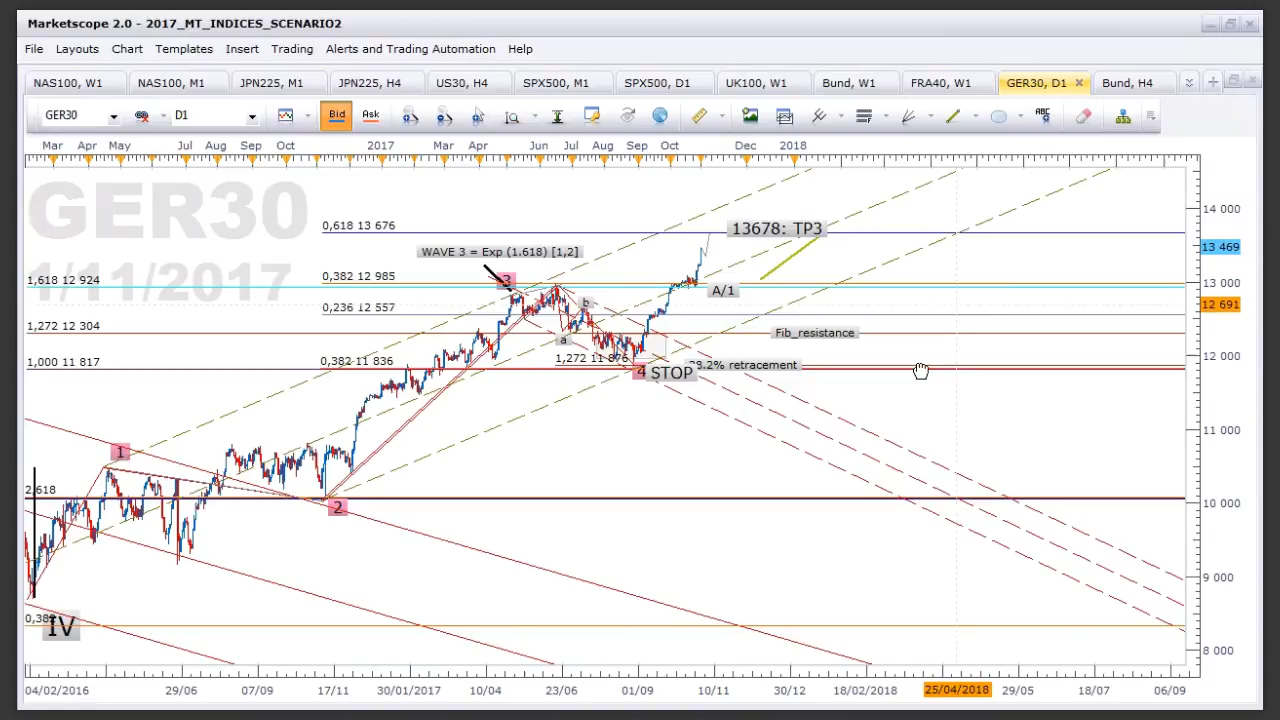 Marketscope 2.0 - 2017_MT_INDICES_SCENARIO2
File Layouts Chart Templates Insert Trading Alerts and Trading Automation Help
NAS100, W1 NAS100, M1 JPN225, M1 JPN225, H4 US30, H4 SPX500, M1 SPX500, D1 UK100, W1 Bund, W1 FRA40, W1 GER30, D1 Bund, H4
GER30 D1 Bid Ask ABC
Mar Apr May Jul Aug Sep Oct 2017 Mar Apr Jun Jul Aug Sep Oct Dec 2018
GER30
14 000
0,618 13 676
13678: TP3
13 469
WAVE 3 = Exp (1.618) [1,2]
1/11/2017
1,618 12 924
0,382 12 985
3
13 000
A/1
b
12 691
0,236 12 557
1,272 12 304
Fib_resistance
a
1,000 11 817
0,382 11 836
1,272 11 876
12 000
4 STOP
38.2% retracement
11 000
1
2,618
2
10 000
9 000
0,382
IV
8 000
04/02/2016 29/06 07/09 17/11 30/01/2017 10/04 23/06 01/09 10/11 30/12 18/02/2018 25/04/2018 29/05 18/07 06/09